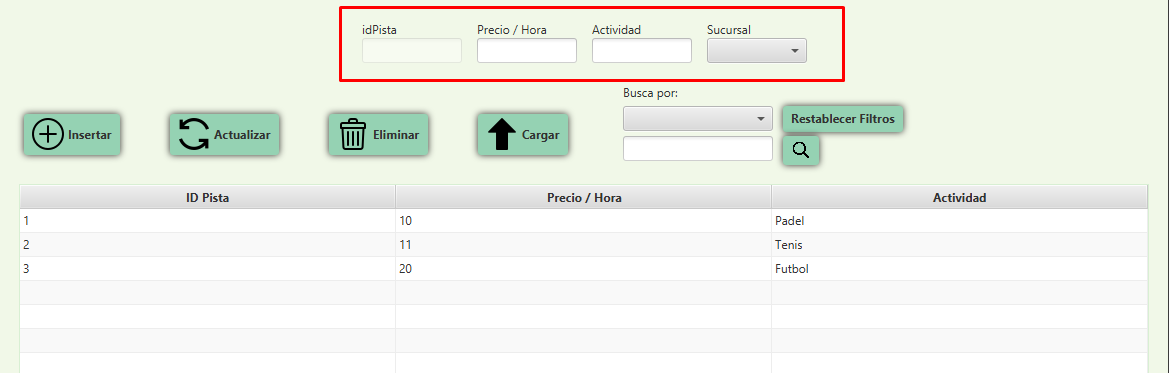 idPista Precio / Hora Actividad Sucursal
Busca por:
Insertar Actualizar Eliminar Cargar Restablecer Filtros
ID Pista Precio / Hora Actividad
1 10 Padel
2 11 Tenis
3 20 Futbol